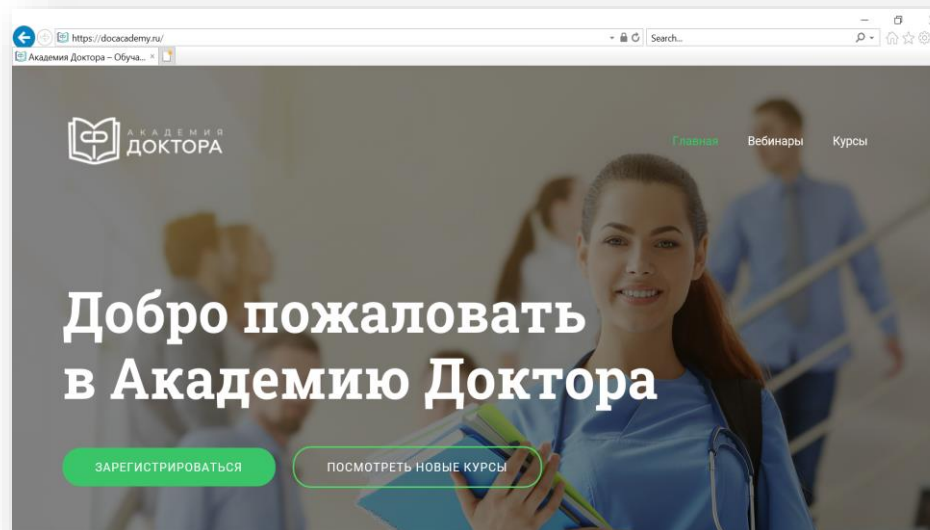 https://docacademy.ru/
Search...
Академия Доктора – Обуча...
АКАДЕМИЯ
ДОКТОРА
Главная
Вебинары
Курсы
Добро пожаловать
в Академию Доктора
ЗАРЕГИСТРИРОВАТЬСЯ
ПОСМОТРЕТЬ НОВЫЕ КУРСЫ